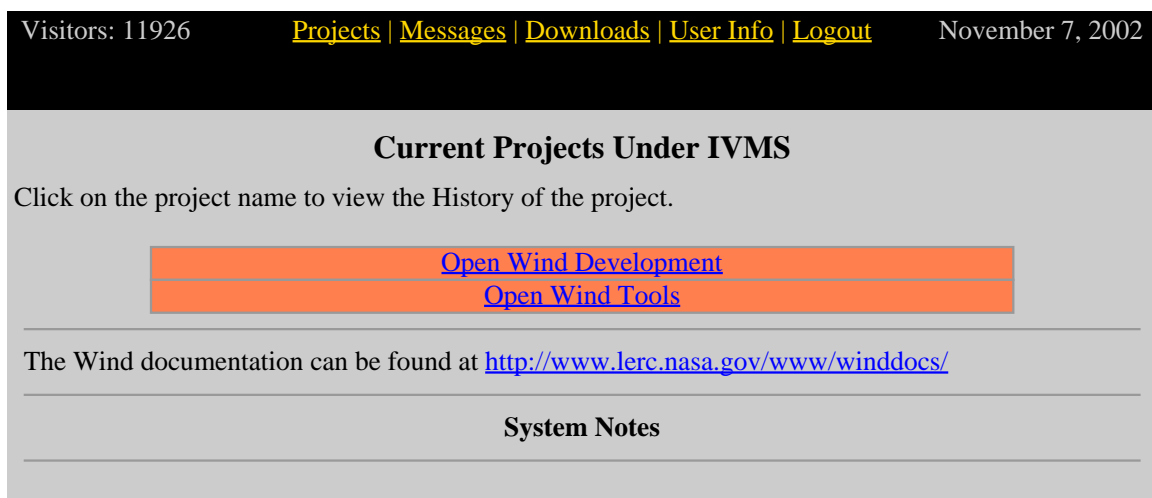 Visitors: 11926 Projects | Messages | Downloads | User Info | Logout November 7, 2002
Current Projects Under IVMS
Click on the project name to view the History of the project.
Open Wind Development
Open Wind Tools
The Wind documentation can be found at http://www.lerc.nasa.gov/www/winddocs/
System Notes